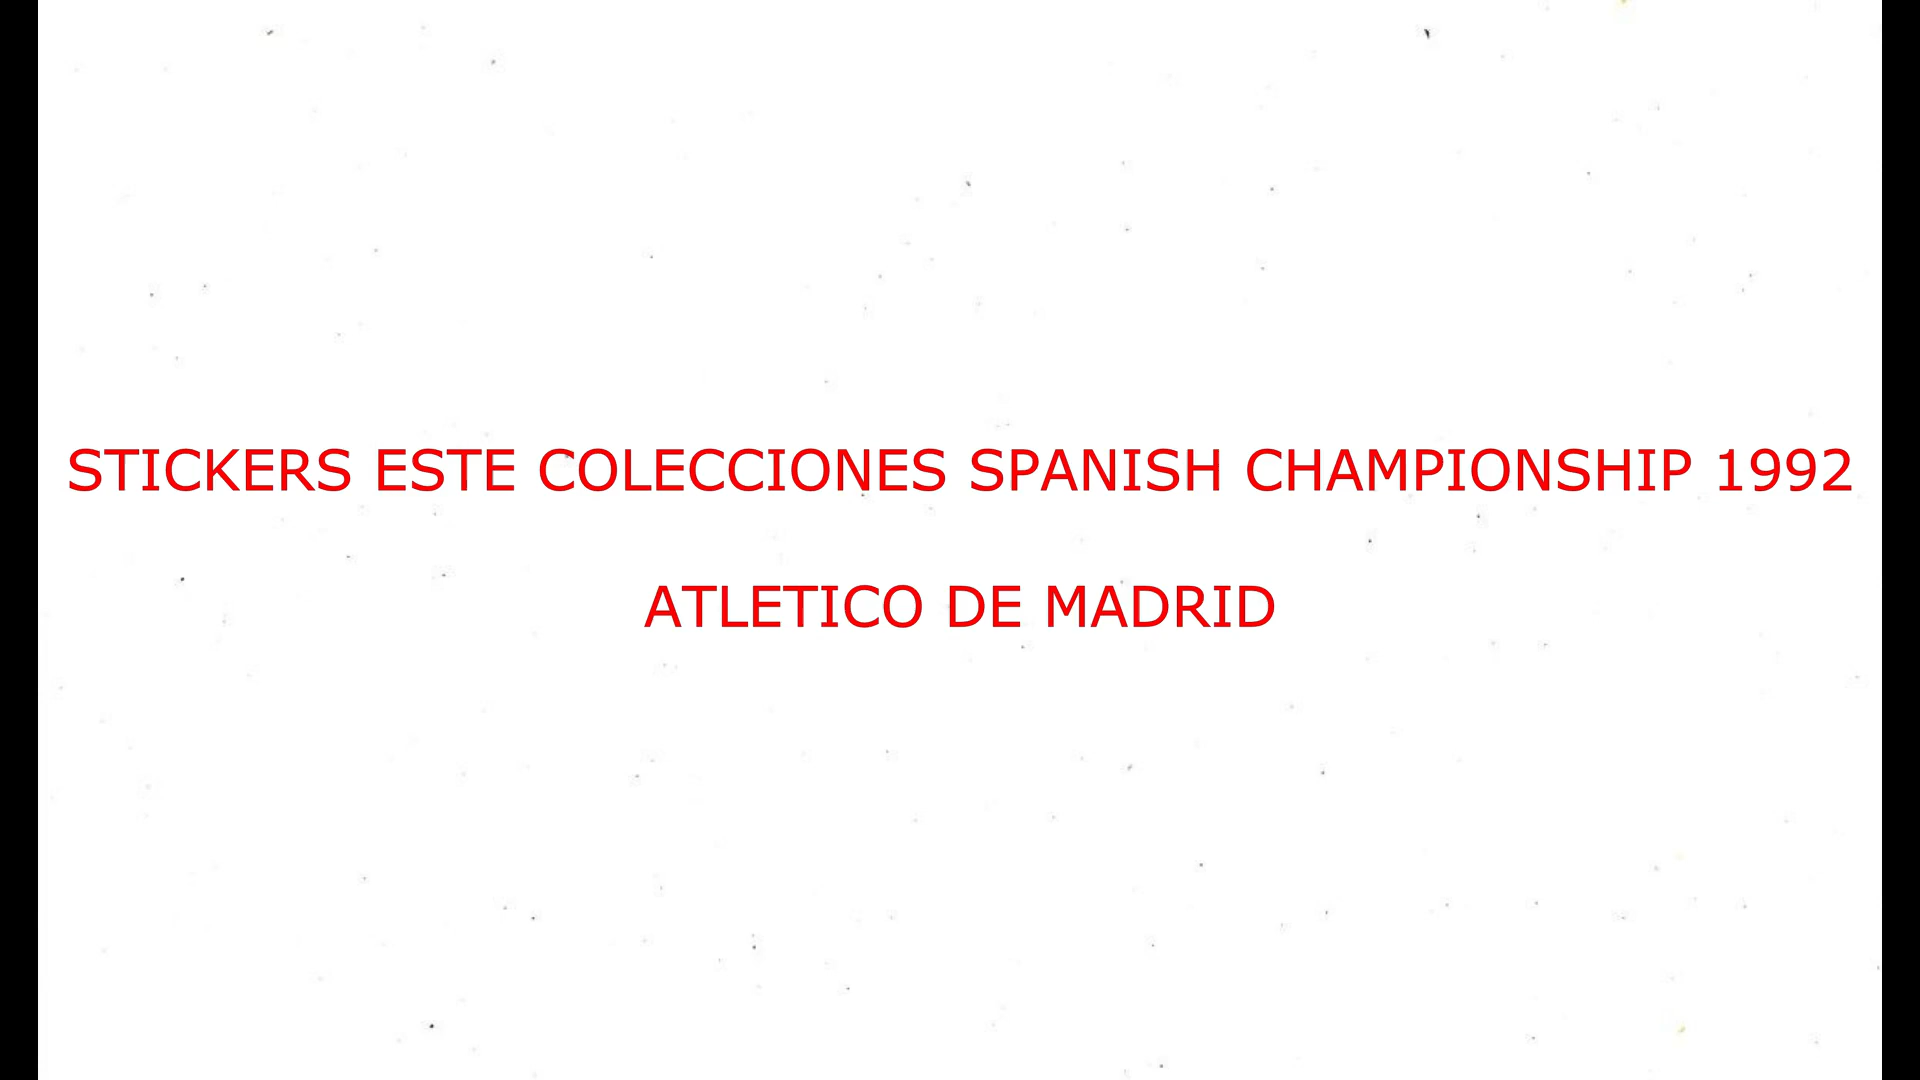 STICKERS ESTE COLECCIONES SPANISH CHAMPIONSHIP 1992
ATLETICO DE MADRID